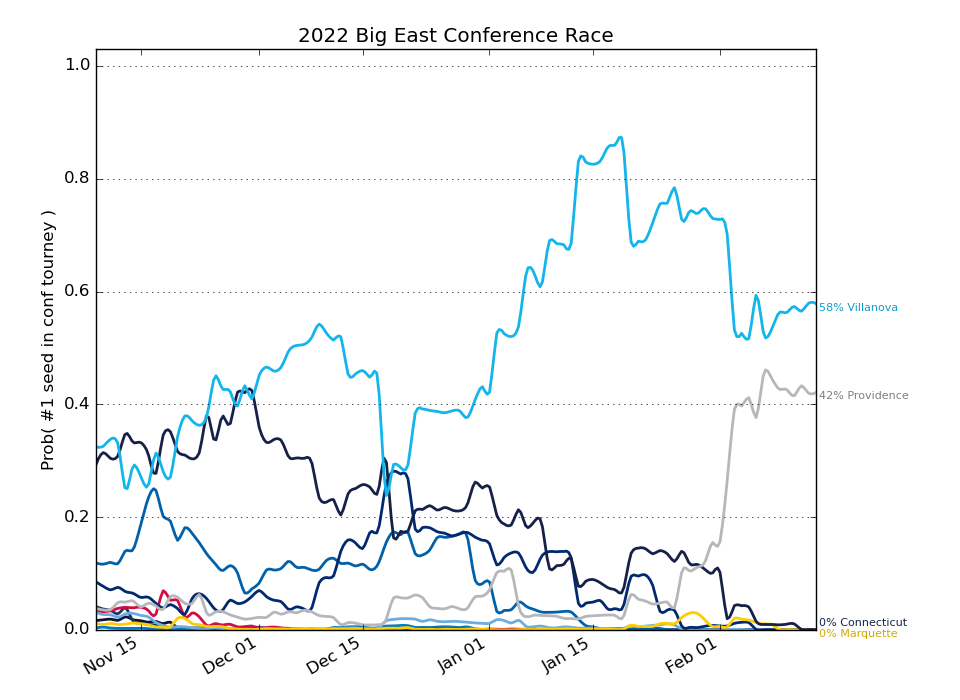 2022 Big East Conference Race
Prob( #1 seed in conf tourney )
1.0
0.8
0.6
0.4
0.2
0.0
58% Villanova
42% Providence
0% Connecticut
0% Marquette
Nov 15
Dec 01
Dec 15
Jan 01
Jan 15
Feb 01